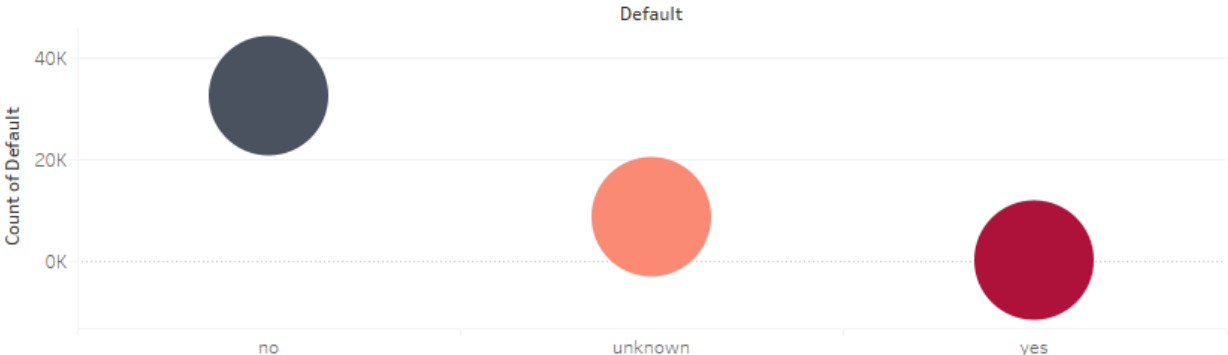 Default
Count of Default
40K
20K
0K
no
unknown
yes